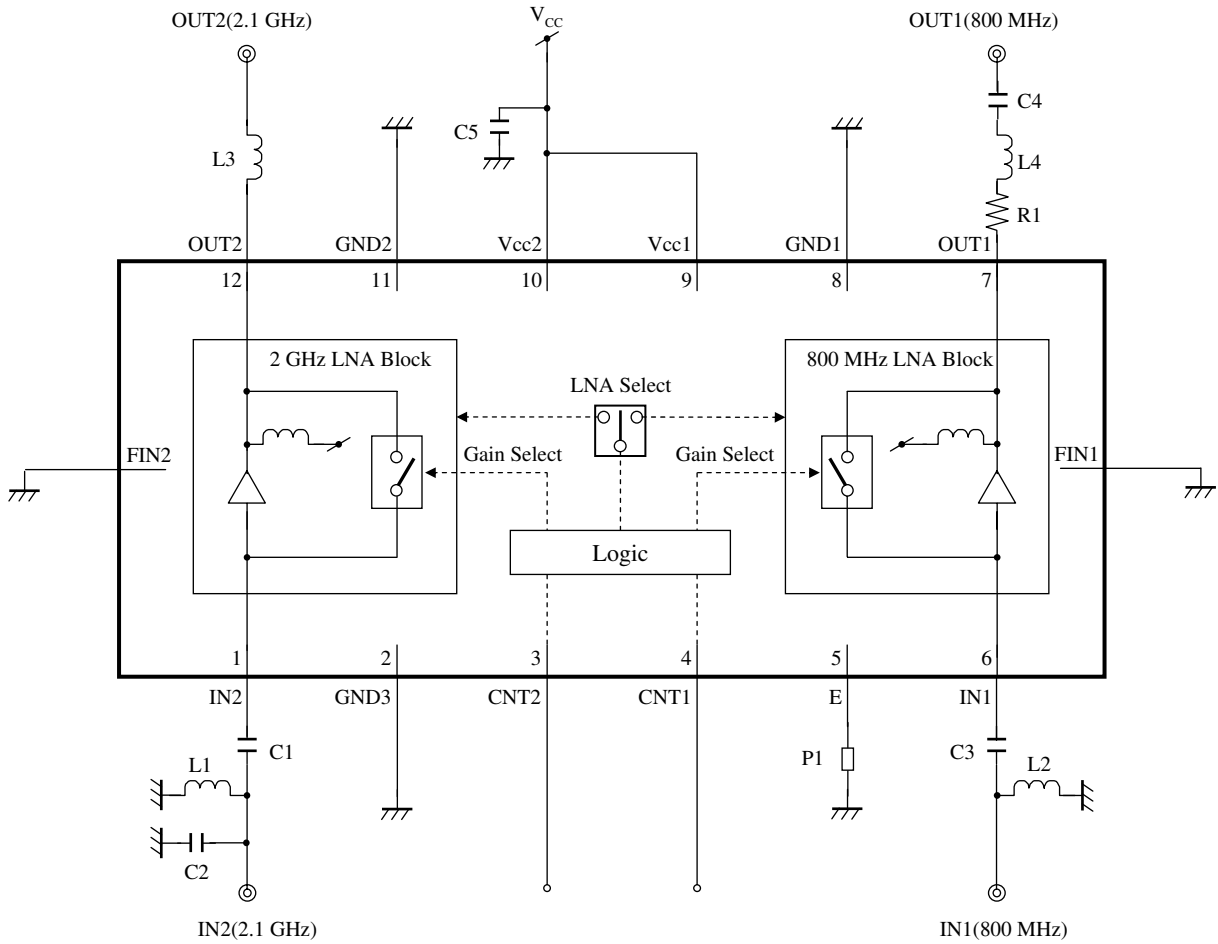 OUT2(2.1 GHz)
VCC
OUT1(800 MHz)
C5
C4
L3
L4
R1
OUT2
GND2
Vcc2
Vcc1
GND1
OUT1
12
11
10
9
8
7
2 GHz LNA Block
LNA Select
800 MHz LNA Block
FIN2
Gain Select
Gain Select
FIN1
Logic
1
2
3
4
5
6
IN2
GND3
CNT2
CNT1
E
IN1
C1
P1
C3
L1
L2
C2
IN2(2.1 GHz)
IN1(800 MHz)